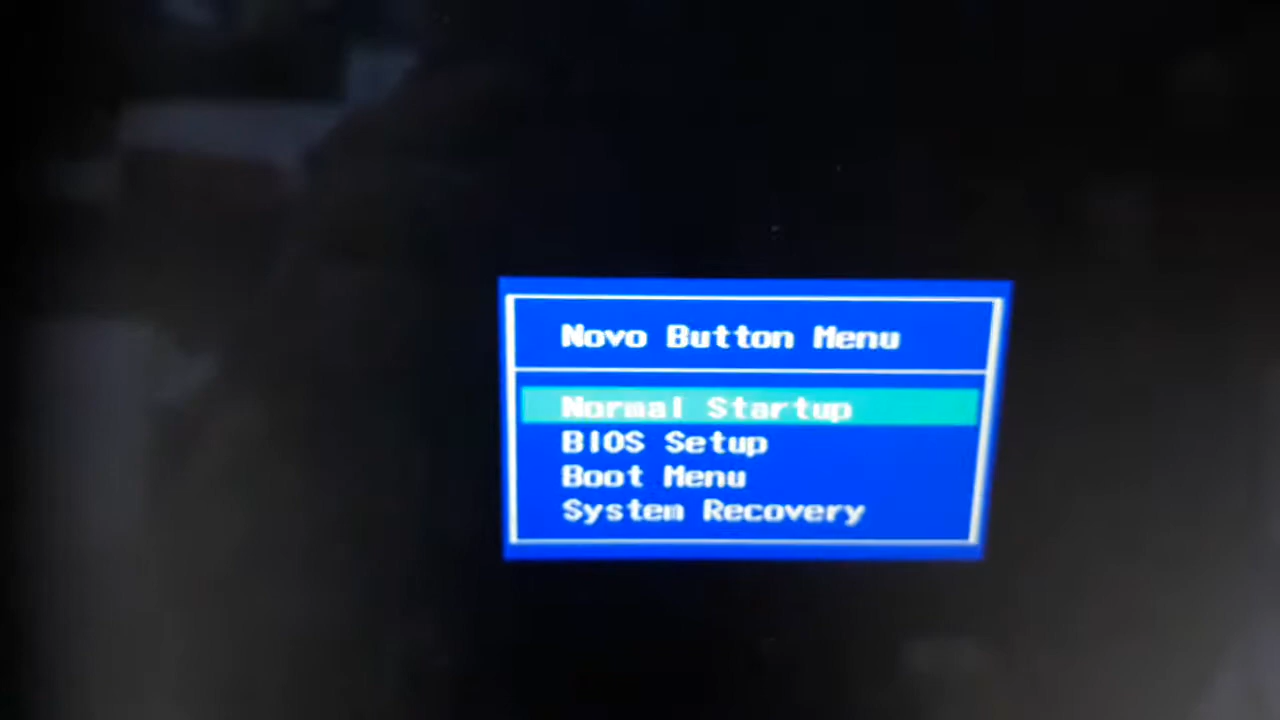 Novo Button Menu
Normal Startup
BIOS Setup
Boot Menu
System Recovery